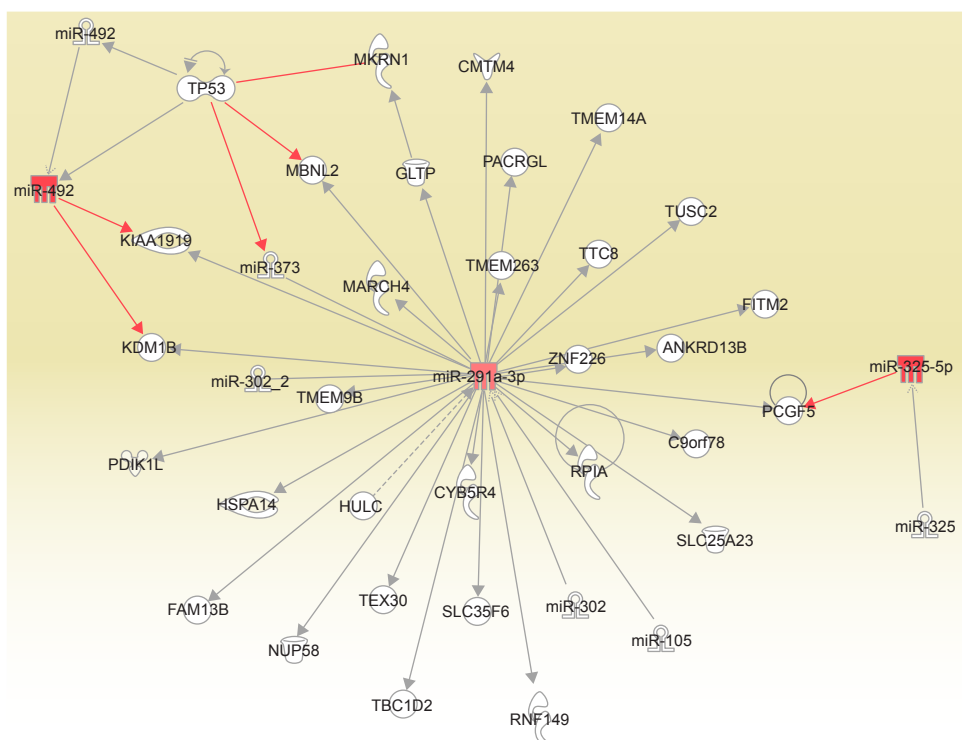 miR-492
MKRN1
CMTM4
TP53
TMEM14A
MBNL2
GLTP
PACRGL
miR-492
TUSC2
KIAA1919
miR-373
TMEM263
TTC8
MARCH4
FITM2
KDM1B
ZNF226
ANKRD13B
miR-302_2
miR-291a-3p
miR-325-5p
TMEM9B
PCGF5
C9orf78
PDIK1L
RPIA
HSPA14
HULC
CYB5R4
miR-325
SLC25A23
FAM13B
TEX30
SLC35F6
miR-302
miR-105
NUP58
TBC1D2
RNF149